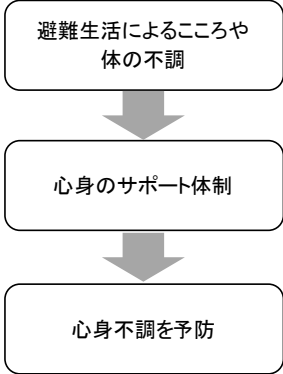 避難生活によるこころや
体の不調
心身のサポート体制
心身不調を予防